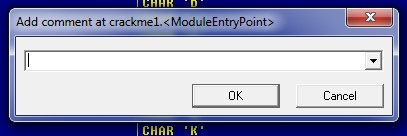 CHAR 'D'
Add comment at crackme1.<ModuleEntryPoint>
OK
Cancel
CHAR 'K'